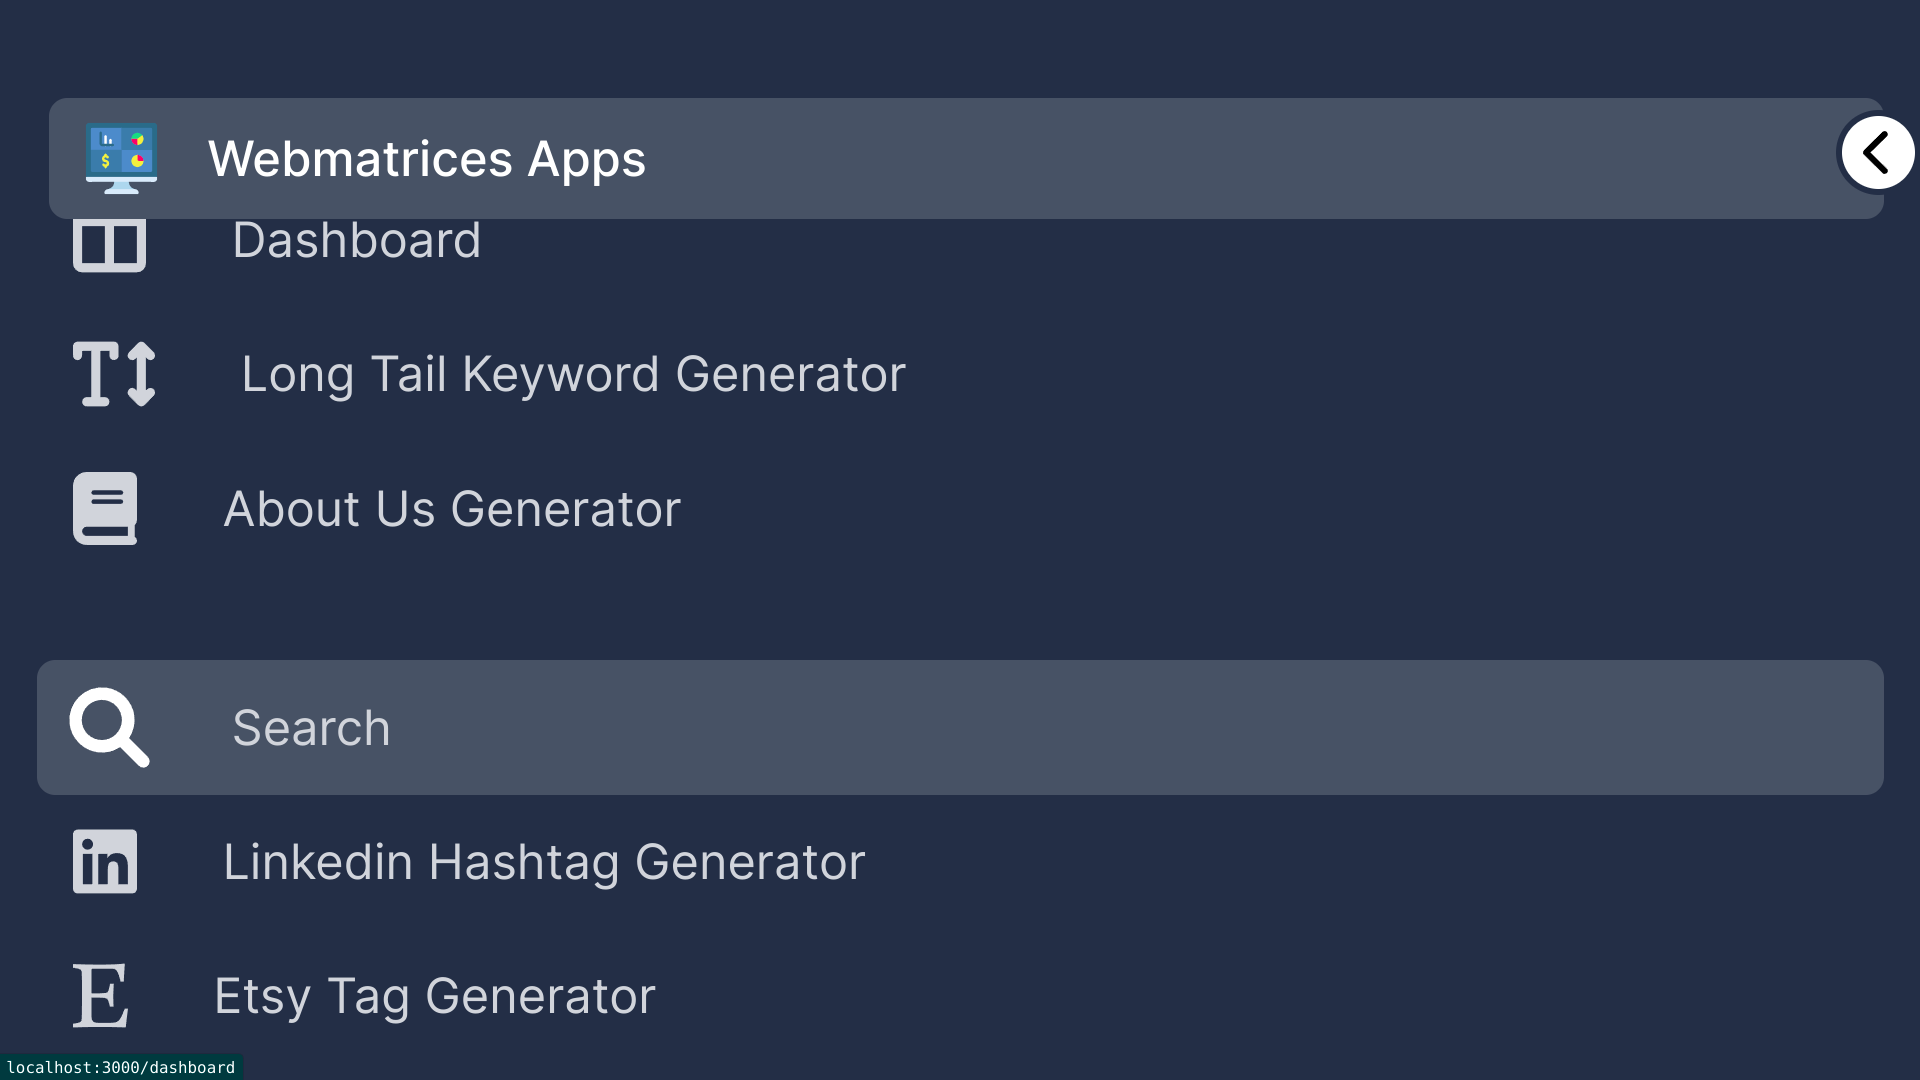 Webmatrices Apps
Dashboard
Long Tail Keyword Generator
About Us Generator
Search
Linkedin Hashtag Generator
Etsy Tag Generator
localhost:3000/dashboard